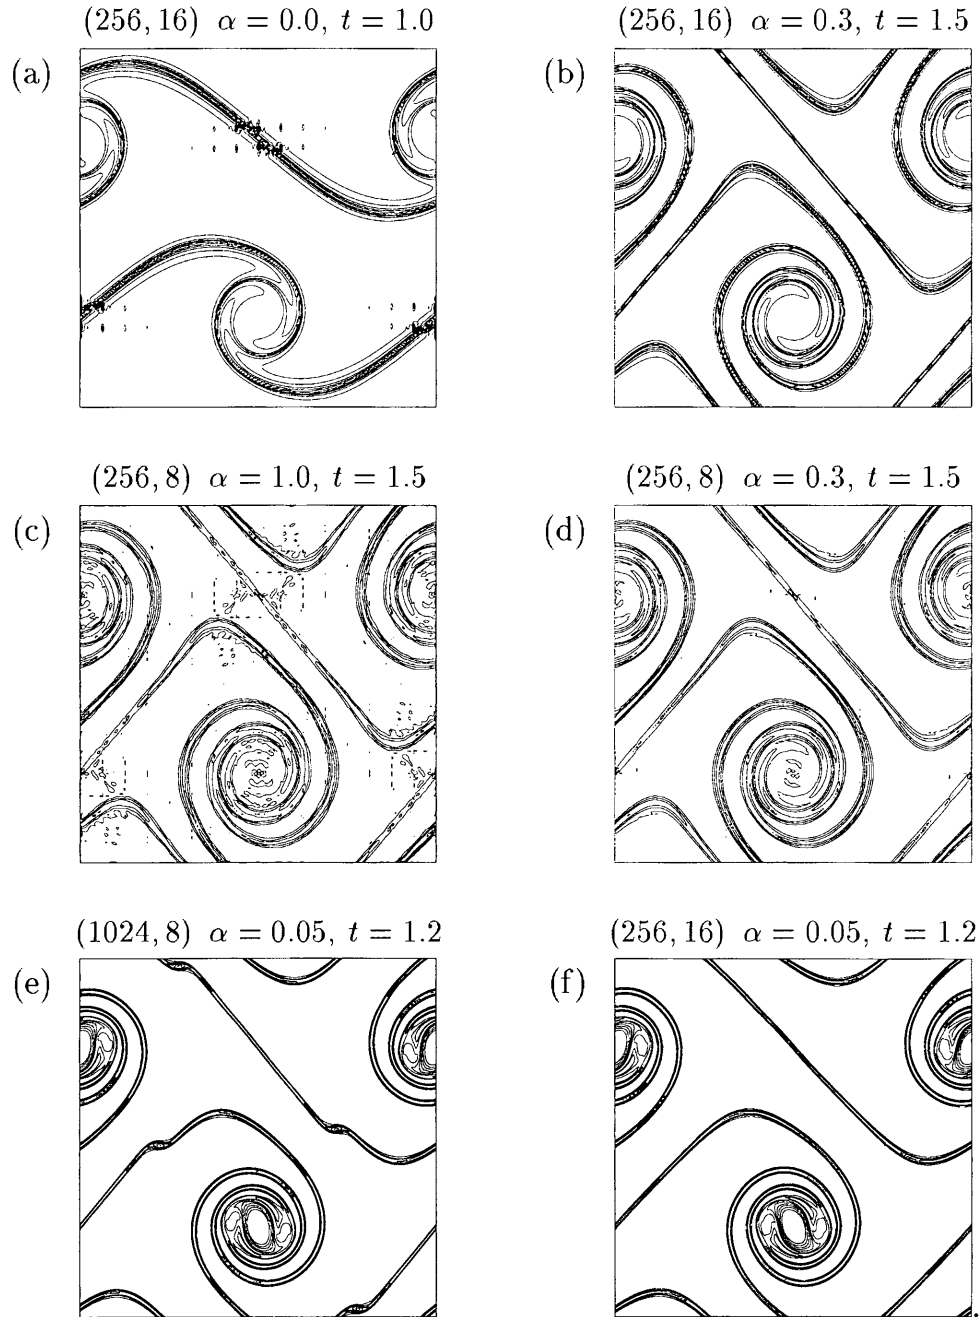 (256, 16) α = 0.0, t = 1.0
(a)
(256, 16) α = 0.3, t = 1.5
(b)
(256, 8) α = 1.0, t = 1.5
(c)
(256, 8) α = 0.3, t = 1.5
(d)
(1024, 8) α = 0.05, t = 1.2
(e)
(256, 16) α = 0.05, t = 1.2
(f)